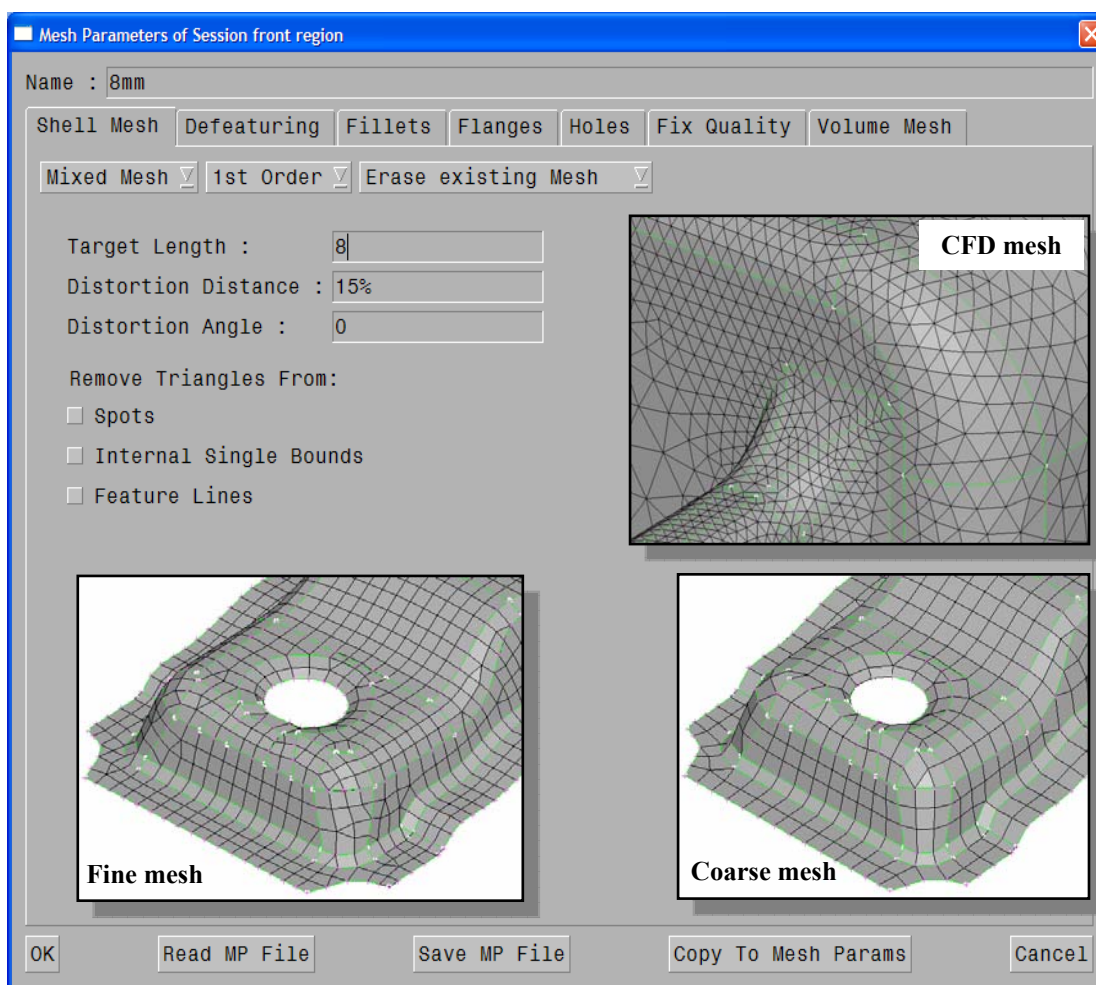 Mesh Parameters of Session front region
Name : 8mm
Shell Mesh Defeaturing Fillets Flanges Holes Fix Quality Volume Mesh
Mixed Mesh 1st Order Erase existing Mesh
CFD mesh
Target Length : 8
Distortion Distance : 15%
Distortion Angle : 0
Remove Triangles From:
Spots
Internal Single Bounds
Feature Lines
Fine mesh
Coarse mesh
OK Read MP File Save MP File Copy To Mesh Params Cancel